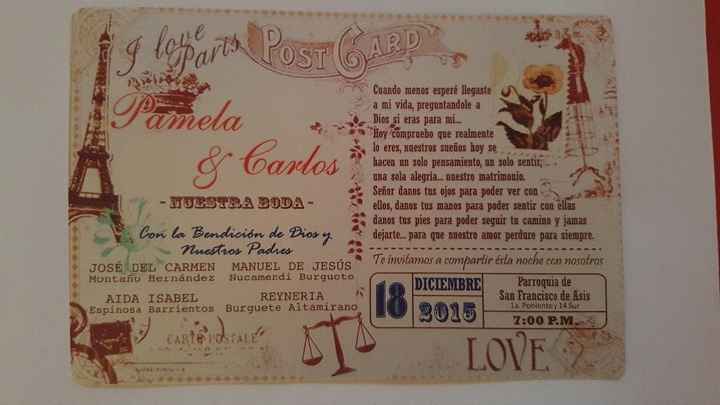 I love
Paris
POST CARD
Pamela
& Carlos
- NUESTRA BODA -
Con la Bendición de Dios y
Nuestros Padres
JOSÉ DEL CARMEN MANUEL DE JESÚS
Montaño Hernández Nucamendi Burguete
AIDA ISABEL REYNERIA
Espinosa Barrientos Burguete Altamirano
CARTE POSTALE
Cuando menos esperé llegaste
a mi vida, preguntandole a
Dios si eras para mi...
Hoy compruebo que realmente
lo eres, nuestros sueños hoy se
hacen un solo pensamiento, un solo sentir,
una sola alegría... nuestro matrimonio.
Señor danos tus ojos para poder ver con
ellos, danos tus manos para poder sentir con ellas
danos tus pies para poder seguir tu camino y jamas
dejarte... para que nuestro amor perdure para siempre.
Te invitamos a compartir ésta noche con nosotros
18 DICIEMBRE 2015
Parroquia de
San Francisco de Asis
1a. Poniente y 14 Sur
7:00 P.M.
LOVE